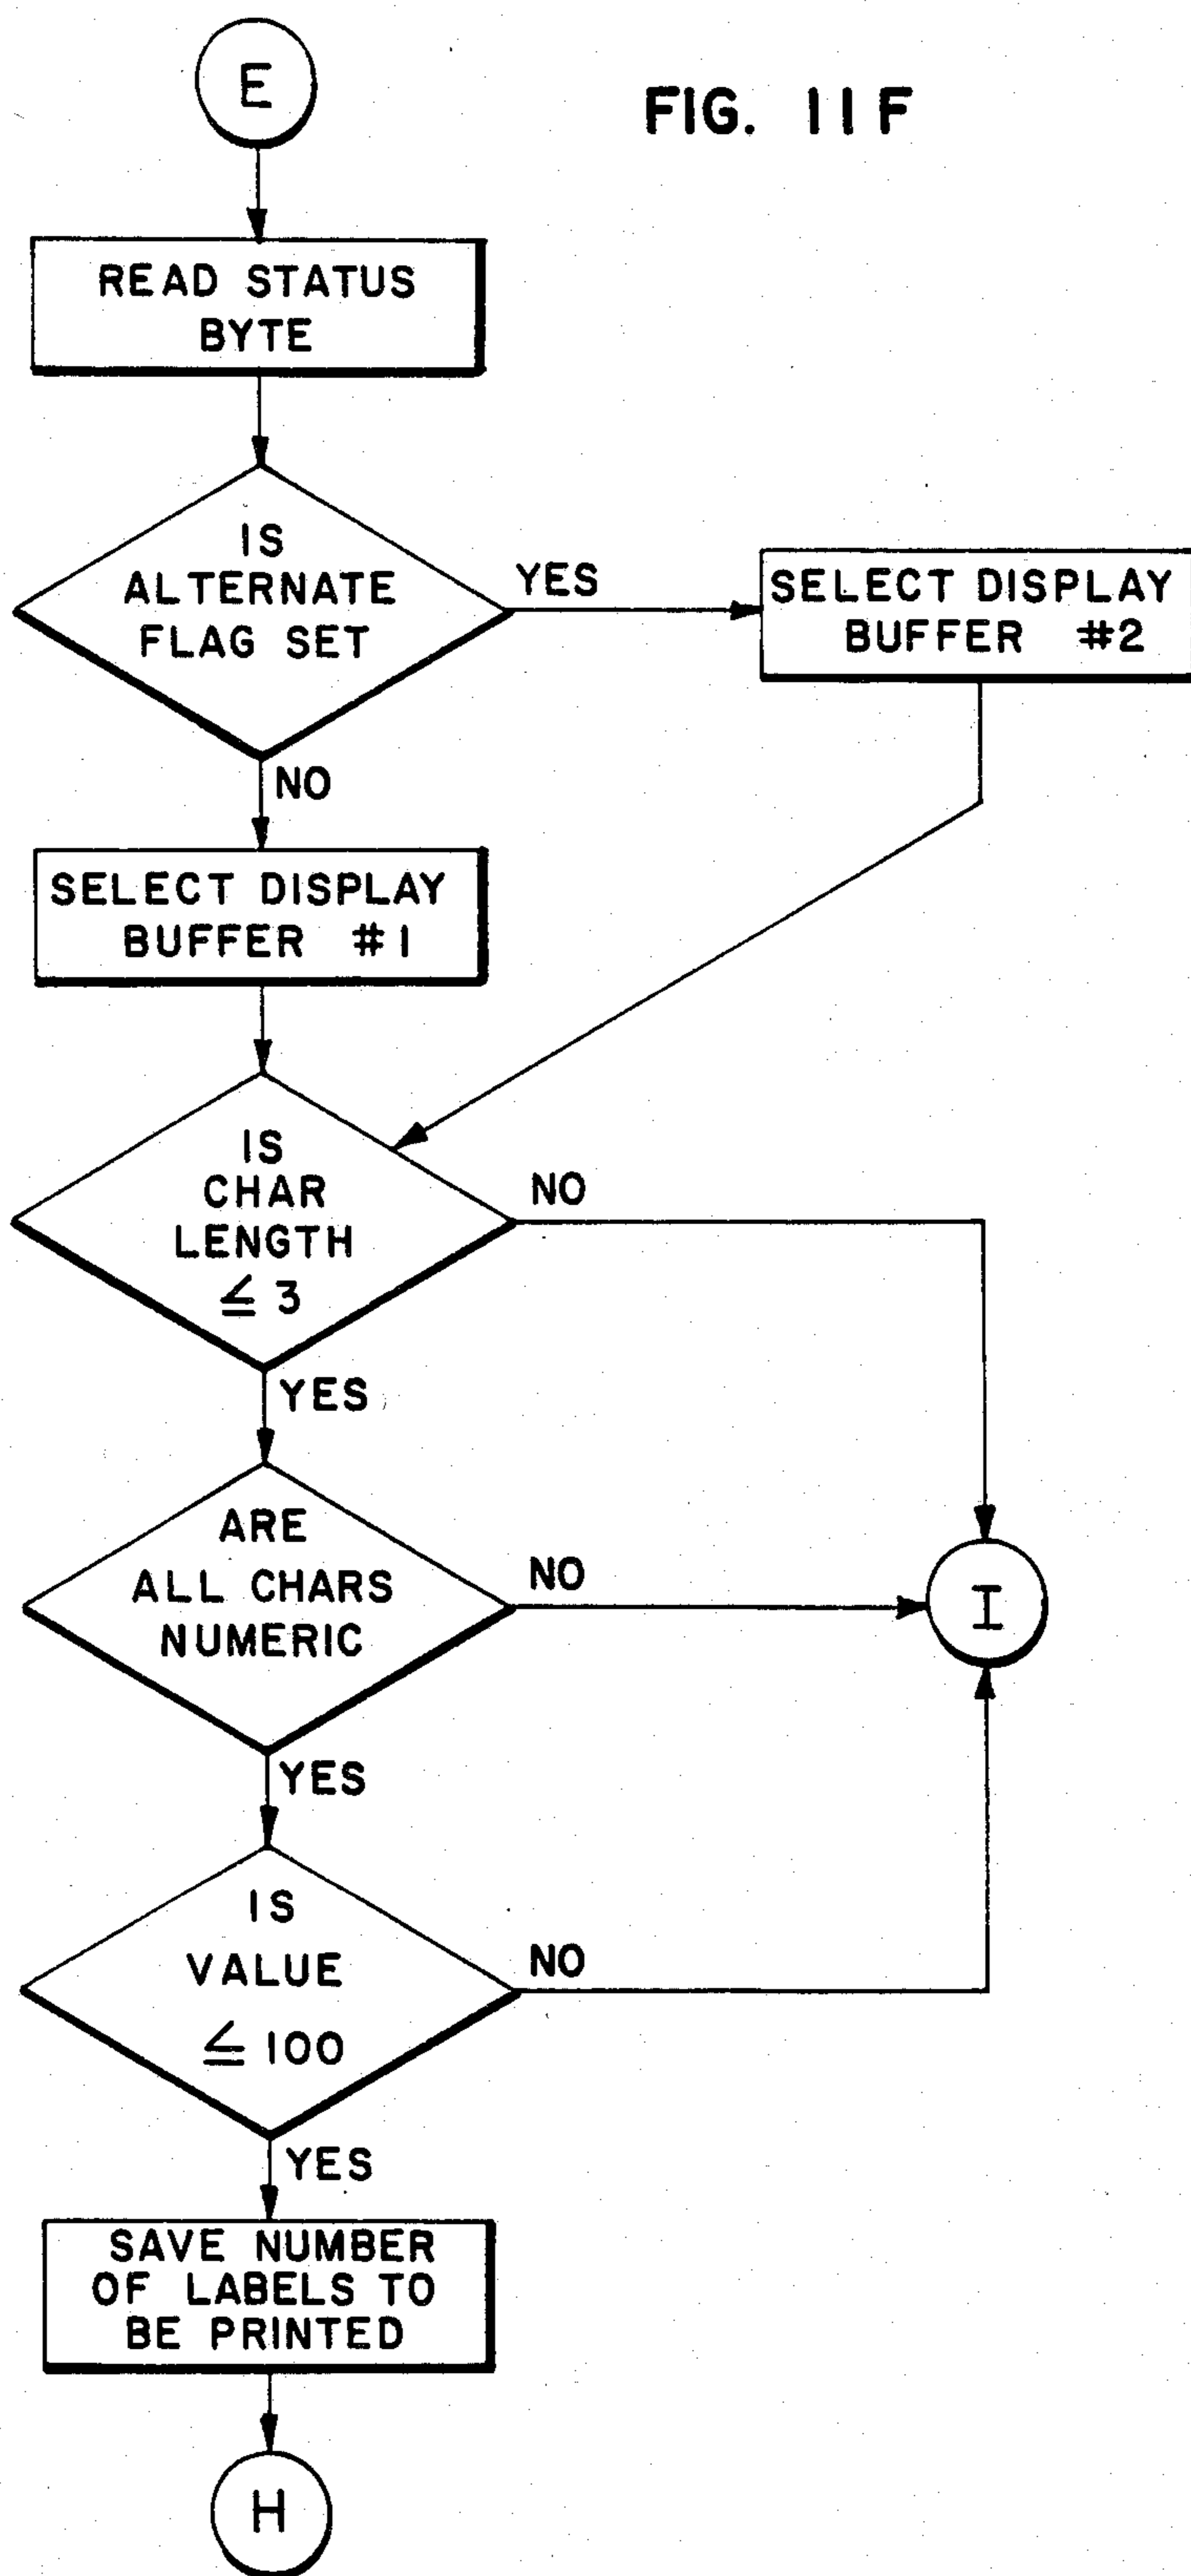 E
FIG. 11F
READ STATUS
BYTE
IS
ALTERNATE
FLAG SET
YES
SELECT DISPLAY
BUFFER #2
NO
SELECT DISPLAY
BUFFER #1
IS
CHAR
LENGTH
≦ 3
NO
YES
ARE
ALL CHARS
NUMERIC
NO
I
YES
IS
VALUE
≦ 100
NO
YES
SAVE NUMBER
OF LABELS TO
BE PRINTED
H